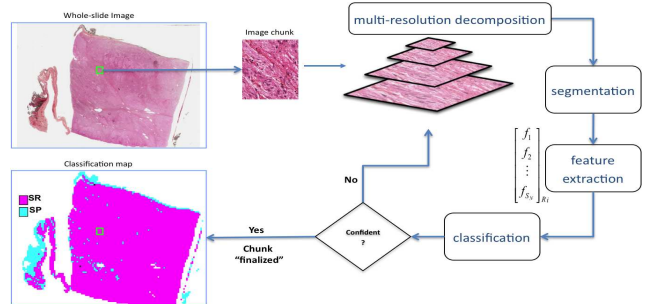 Whole-slide Image
Image chunk
multi-resolution decomposition
segmentation
feature
extraction
f1
f2
⋮
fSN
Ri
classification
Confident
?
No
Yes
Chunk
"finalized"
Classification map
SR
SP